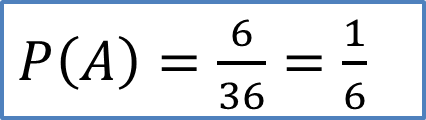 P(A) = 6/36 = 1/6